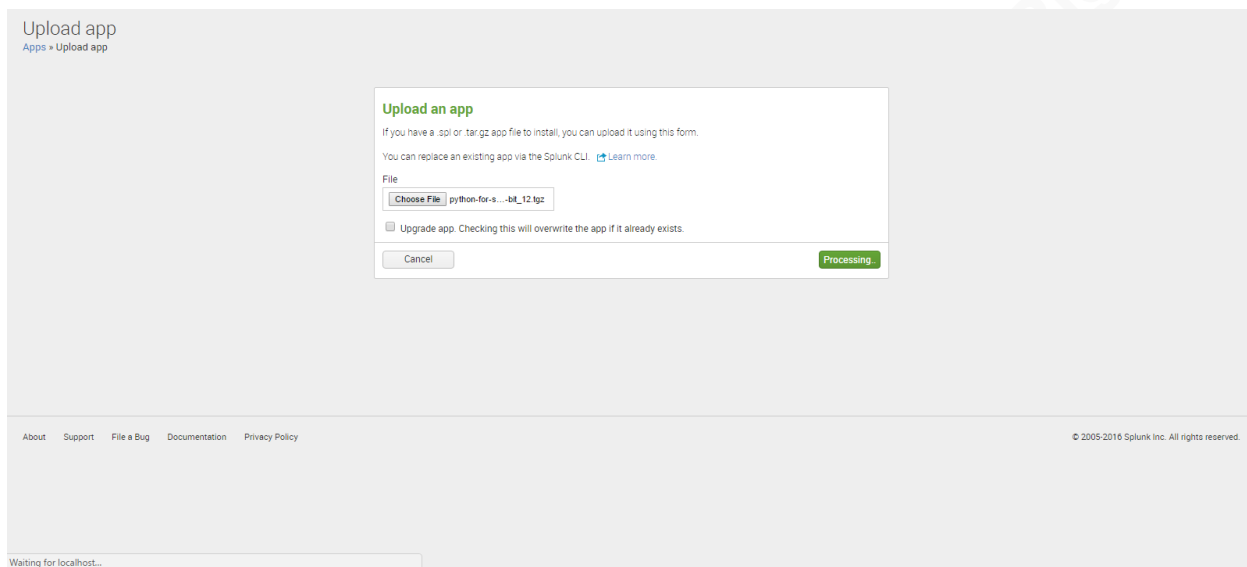 Upload app
Apps » Upload app
Upload an app
If you have a .spl or .tar.gz app file to install, you can upload it using this form.
You can replace an existing app via the Splunk CLI. Learn more.
File
Choose File python-for-s...-bit_12.tgz
Upgrade app. Checking this will overwrite the app if it already exists.
Cancel Processing..
About Support File a Bug Documentation Privacy Policy © 2005-2016 Splunk Inc. All rights reserved.
Waiting for localhost...